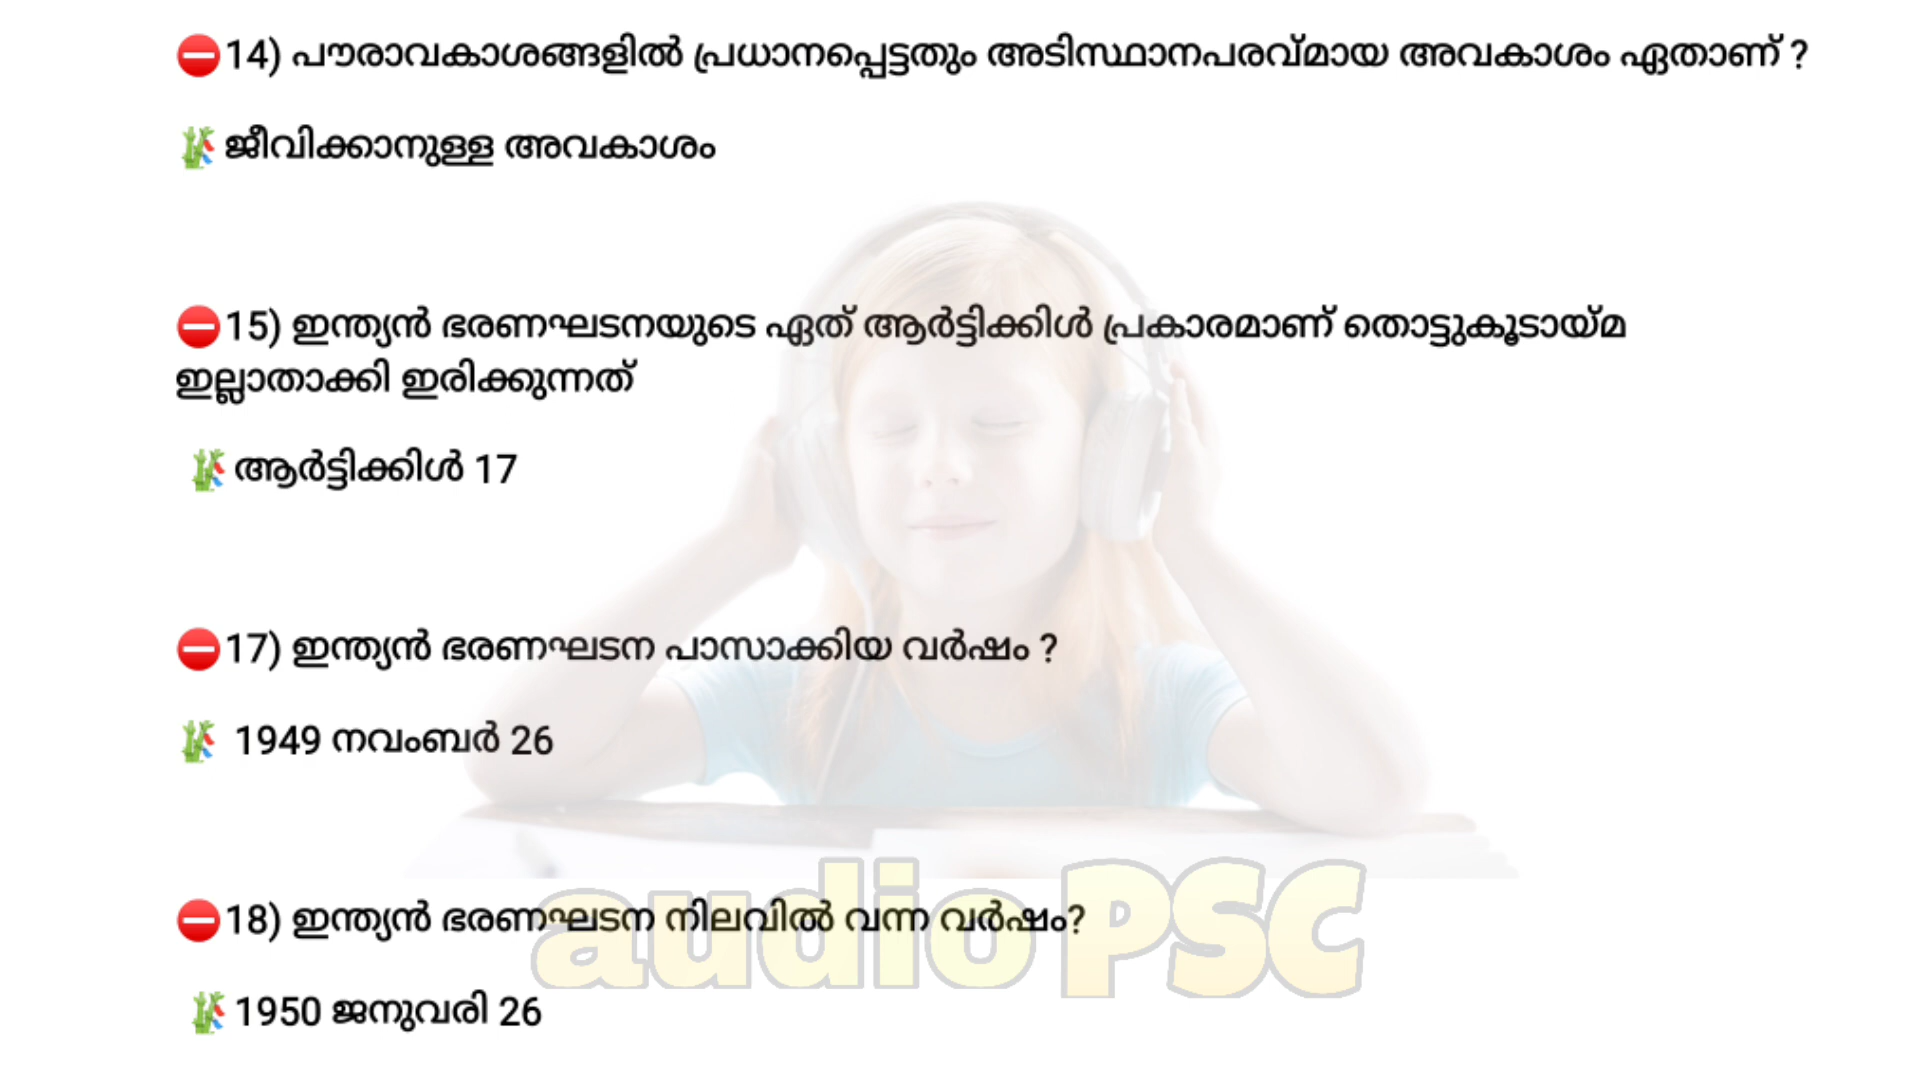 ⛔14) പൗരാവകാശങ്ങളിൽ പ്രധാനപ്പെട്ടതും അടിസ്ഥാനപരവ്മായ അവകാശം ഏതാണ് ?
🎋ജീവിക്കാനുള്ള അവകാശം
⛔15) ഇന്ത്യൻ ഭരണഘടനയുടെ ഏത് ആർട്ടിക്കിൾ പ്രകാരമാണ് തൊട്ടുകൂടായ്മ
ഇല്ലാതാക്കി ഇരിക്കുന്നത്
🎋ആർട്ടിക്കിൾ 17
⛔17) ഇന്ത്യൻ ഭരണഘടന പാസാക്കിയ വർഷം ?
🎋 1949 നവംബർ 26
⛔18) ഇന്ത്യൻ ഭരണഘടന നിലവിൽ വന്ന വർഷം?
audio PSC
🎋1950 ജനുവരി 26